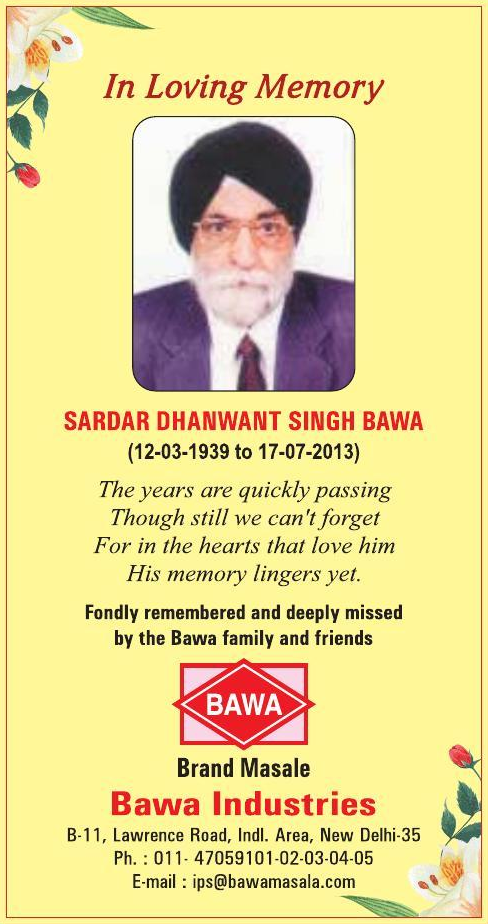 In Loving Memory
SARDAR DHANWANT SINGH BAWA
(12-03-1939 to 17-07-2013)
The years are quickly passing
Though still we can't forget
For in the hearts that love him
His memory lingers yet.
Fondly remembered and deeply missed
by the Bawa family and friends
BAWA
Brand Masale
Bawa Industries
B-11, Lawrence Road, Indl. Area, New Delhi-35
Ph. : 011- 47059101-02-03-04-05
E-mail : ips@bawamasala.com